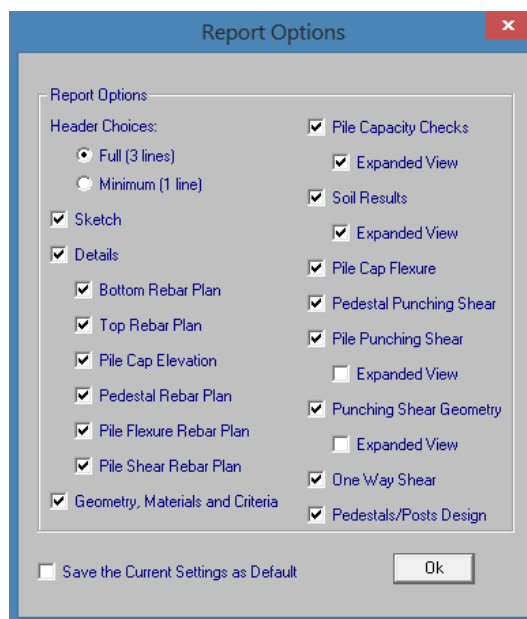 Report Options
x
Report Options
Header Choices:
Full (3 lines)
Minimum (1 line)
Sketch
Details
Bottom Rebar Plan
Top Rebar Plan
Pile Cap Elevation
Pedestal Rebar Plan
Pile Flexure Rebar Plan
Pile Shear Rebar Plan
Geometry, Materials and Criteria
Pile Capacity Checks
Expanded View
Soil Results
Expanded View
Pile Cap Flexure
Pedestal Punching Shear
Pile Punching Shear
Expanded View
Punching Shear Geometry
Expanded View
One Way Shear
Pedestals/Posts Design
Save the Current Settings as Default
Ok